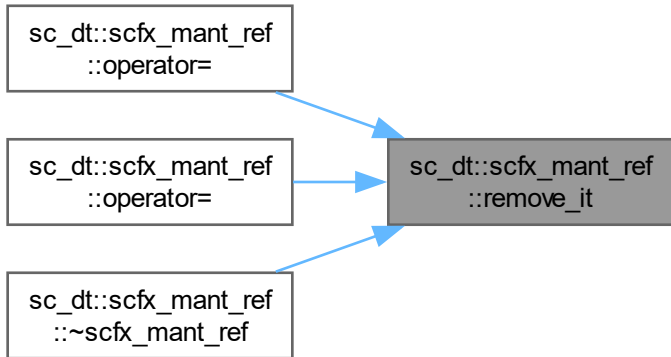 sc_dt::scfx_mant_ref
::operator=
sc_dt::scfx_mant_ref
::operator=
sc_dt::scfx_mant_ref
::~scfx_mant_ref
sc_dt::scfx_mant_ref
::remove_it